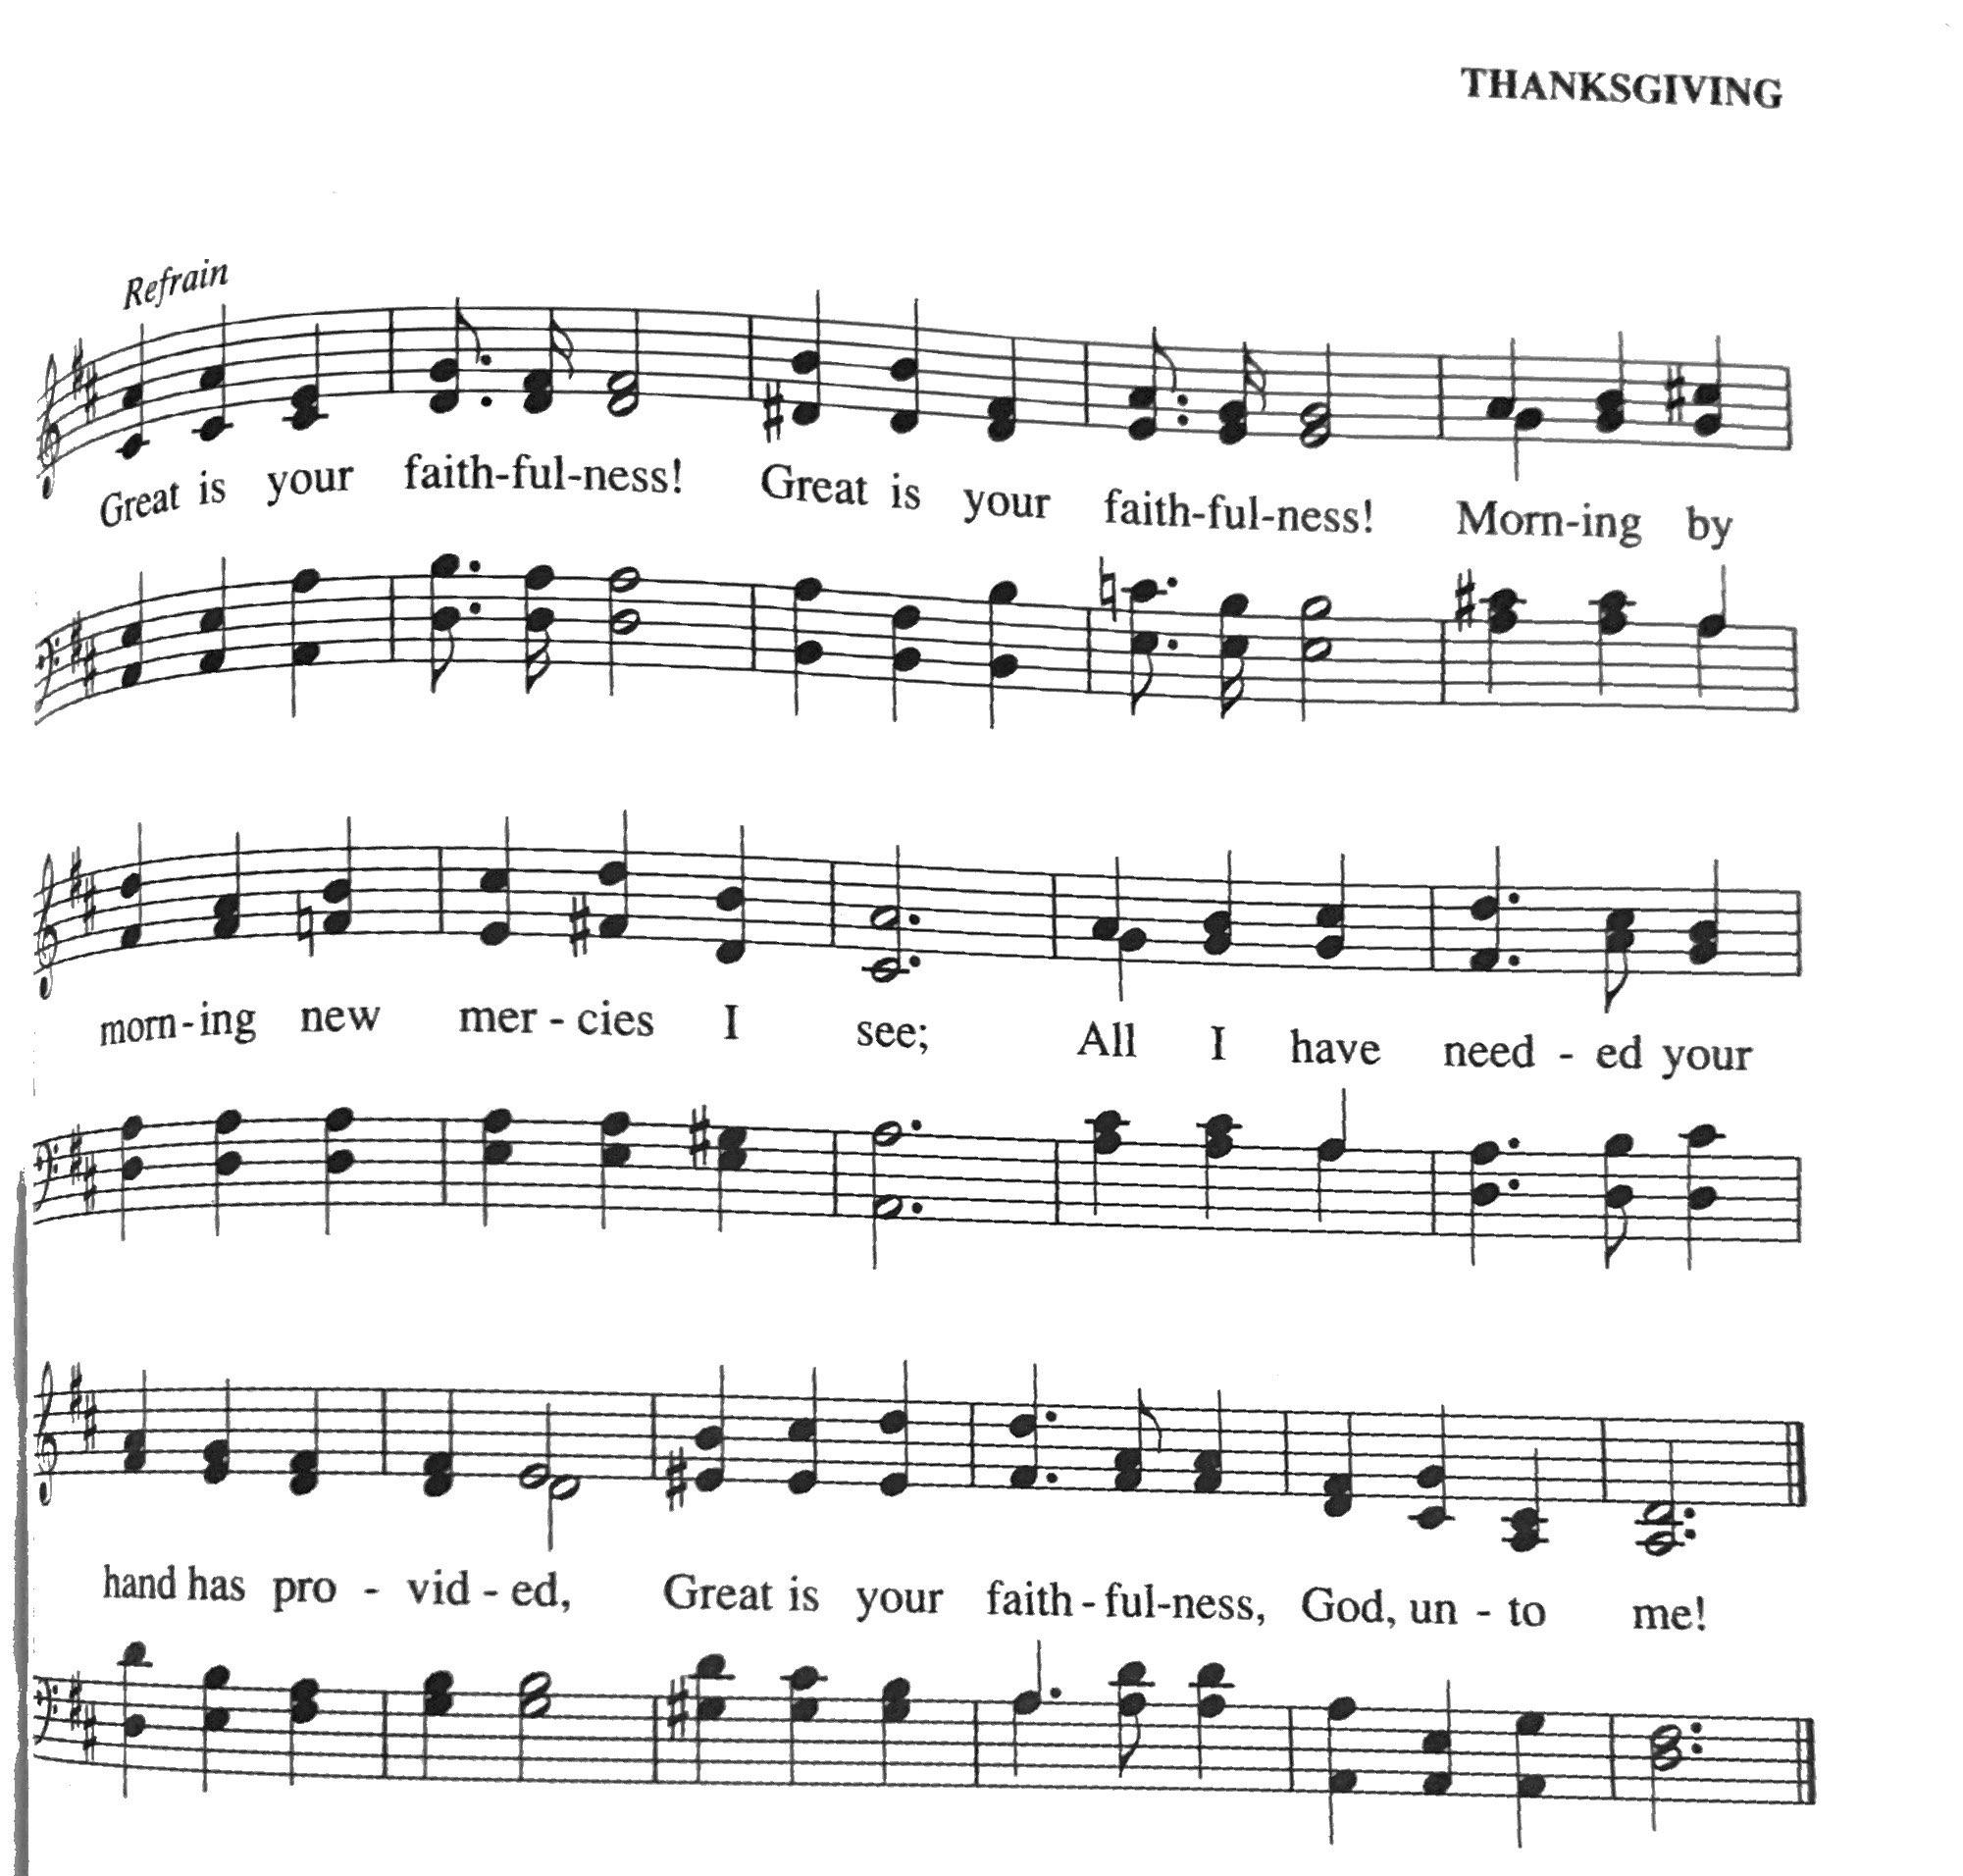 THANKSGIVING
Refrain
Great is your faith-ful-ness! Great is your faith-ful-ness! Morn-ing by
morn-ing new mer-cies I see; All I have need-ed your
hand has pro-vid-ed, Great is your faith-ful-ness, God, un-to me!